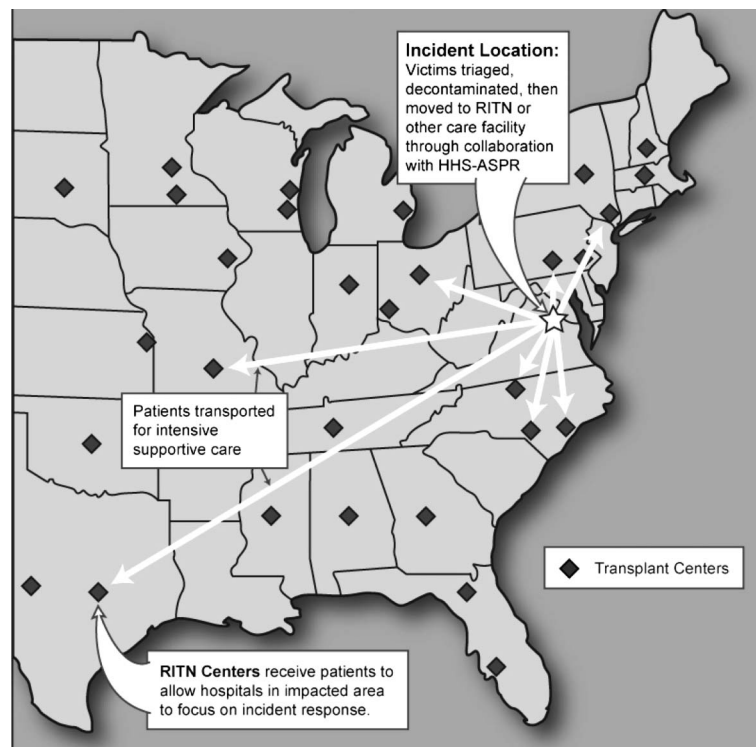 Incident Location:
Victims triaged,
decontaminated, then
moved to RITN or
other care facility
through collaboration
with HHS-ASPR
Patients transported
for intensive
supportive care
Transplant Centers
RITN Centers receive patients to
allow hospitals in impacted area
to focus on incident response.